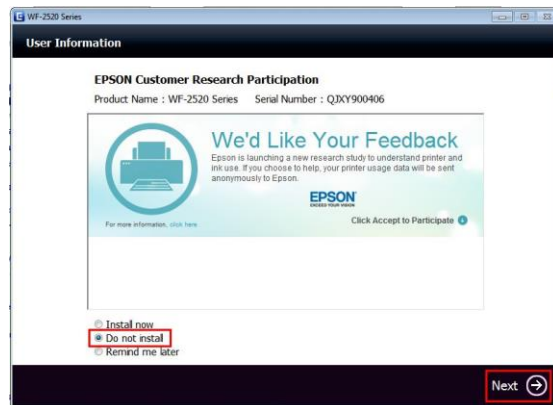 WF-2520 Series
User Information
EPSON Customer Research Participation
Product Name : WF-2520 Series Serial Number : QJXY900406
We'd Like Your Feedback
Epson is launching a new research study to understand printer and
ink use. If you choose to help, your printer usage data will be sent
anonymously to Epson.
EPSON
EXCEED YOUR VISION
For more information, click here
Click Accept to Participate
Install now
Do not install
Remind me later
Next